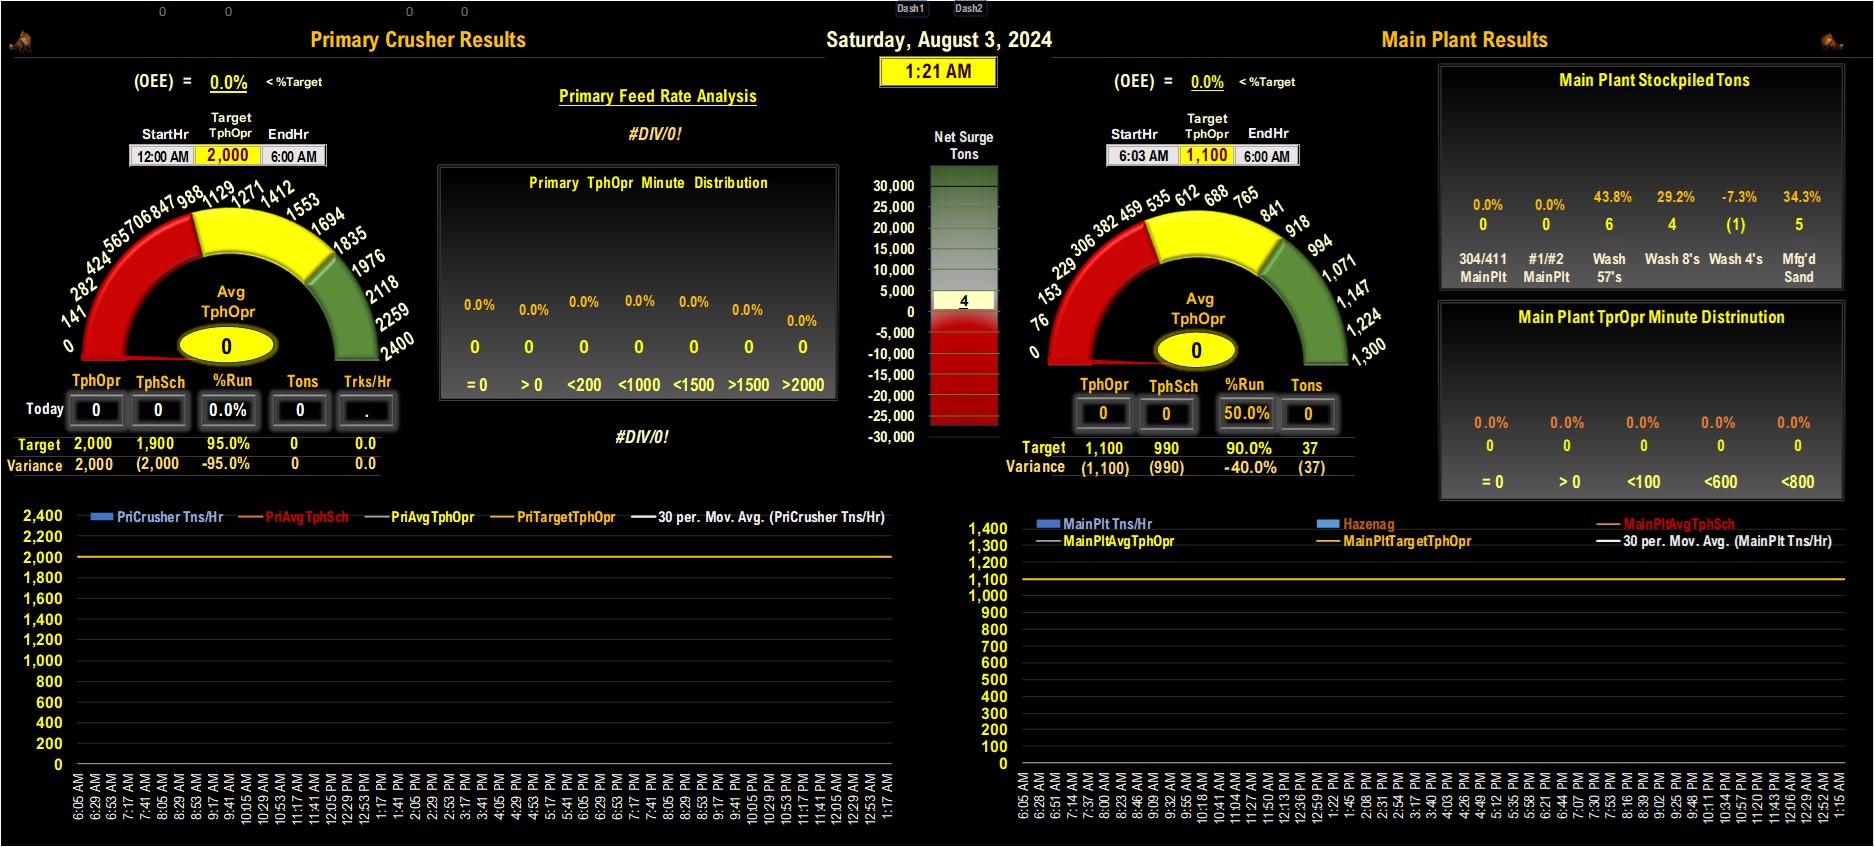 0 0 0 0 Dash1 Dash2
Primary Crusher Results
Saturday, August 3, 2024
Main Plant Results
1:21 AM
(OEE) = 0.0% < %Target
Primary Feed Rate Analysis
#DIV/0!
Target
StartHr TphOpr EndHr
12:00 AM 2,000 6:00 AM
0 141 282 424 565 706 847 988 1129 1271 1412 1553 1694 1835 1976 2118 2259 2400
Avg
TphOpr
0
TphOpr TphSch %Run Tons Trks/Hr
Today 0 0 0.0% 0 .
Target 2,000 1,900 95.0% 0 0.0
Variance 2,000 (2,000 -95.0% 0 0.0
Primary TphOpr Minute Distribution
0.0% 0.0% 0.0% 0.0% 0.0% 0.0% 0.0%
0 0 0 0 0 0 0
= 0 > 0 <200 <1000 <1500 >1500 >2000
#DIV/0!
Net Surge
Tons
30,000
25,000
20,000
15,000
10,000
5,000
4
0
-5,000
-10,000
-15,000
-20,000
-25,000
-30,000
(OEE) = 0.0% < %Target
Target
StartHr TphOpr EndHr
6:03 AM 1,100 6:00 AM
0 76 153 229 306 382 459 535 612 688 765 841 918 994 1,071 1,147 1,224 1,300
Avg
TphOpr
0
TphOpr TphSch %Run Tons
0 0 50.0% 0
Target 1,100 990 90.0% 37
Variance (1,100) (990) -40.0% (37)
Main Plant Stockpiled Tons
0.0% 0.0% 43.8% 29.2% -7.3% 34.3%
0 0 6 4 (1) 5
304/411 #1/#2 Wash Wash 8's Wash 4's Mfg'd
MainPlt MainPlt 57's Sand
Main Plant TprOpr Minute Distrinution
0.0% 0.0% 0.0% 0.0% 0.0%
0 0 0 0 0
= 0 > 0 <100 <600 <800
PriCrusher Tns/Hr PriAvgTphSch PriAvgTphOpr PriTargetTphOpr 30 per. Mov. Avg. (PriCrusher Tns/Hr)
2,400
2,200
2,000
1,800
1,600
1,400
1,200
1,000
800
600
400
200
0
6:05 AM 6:29 AM 6:53 AM 7:17 AM 7:41 AM 8:05 AM 8:29 AM 8:53 AM 9:17 AM 9:41 AM 10:05 AM 10:29 AM 10:53 AM 11:17 AM 11:41 AM 12:05 PM 12:29 PM 12:53 PM 1:17 PM 1:41 PM 2:05 PM 2:29 PM 2:53 PM 3:17 PM 3:41 PM 4:05 PM 4:29 PM 4:53 PM 5:17 PM 5:41 PM 6:05 PM 6:29 PM 6:53 PM 7:17 PM 7:41 PM 8:05 PM 8:29 PM 8:53 PM 9:17 PM 9:41 PM 10:05 PM 10:29 PM 10:53 PM 11:17 PM 11:41 PM 12:05 AM 12:29 AM 12:53 AM 1:17 AM
MainPlt Tns/Hr Hazenag MainPltAvgTphSch
MainPltAvgTphOpr MainPltTargetTphOpr 30 per. Mov. Avg. (MainPlt Tns/Hr)
1,400
1,300
1,200
1,100
1,000
900
800
700
600
500
400
300
200
100
0
6:05 AM 6:28 AM 6:51 AM 7:14 AM 7:37 AM 8:00 AM 8:23 AM 8:46 AM 9:09 AM 9:32 AM 9:55 AM 10:18 AM 10:41 AM 11:04 AM 11:27 AM 11:50 AM 12:13 PM 12:36 PM 12:59 PM 1:22 PM 1:45 PM 2:08 PM 2:31 PM 2:54 PM 3:17 PM 3:40 PM 4:03 PM 4:26 PM 4:49 PM 5:12 PM 5:35 PM 5:58 PM 6:21 PM 6:44 PM 7:07 PM 7:30 PM 7:53 PM 8:16 PM 8:39 PM 9:02 PM 9:25 PM 9:48 PM 10:11 PM 10:34 PM 10:57 PM 11:20 PM 11:43 PM 12:06 AM 12:29 AM 12:52 AM 1:15 AM